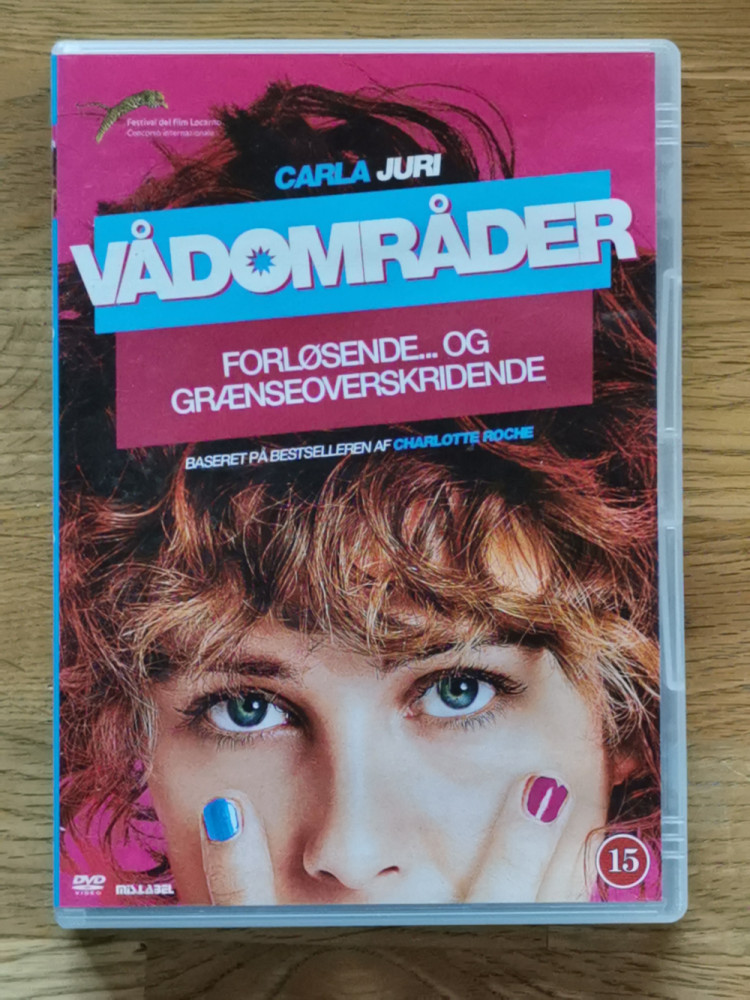 Festival del film Locarno
Concorso internazionale
CARLA JURI
VÅDOMRÅDER
FORLØSENDE... OG
GRÆNSEOVERSKRIDENDE
BASERET PÅ BESTSELLEREN AF CHARLOTTE ROCHE
15
DVD
VIDEO
MIS.LABEL